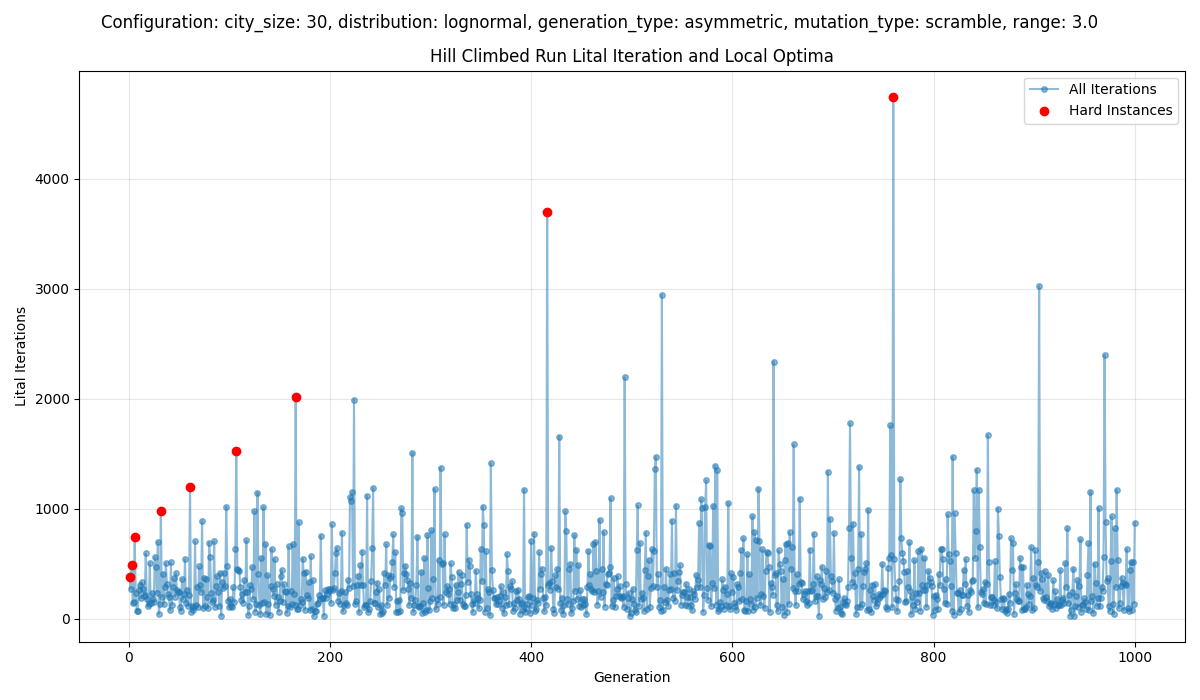 Configuration: city_size: 30, distribution: lognormal, generation_type: asymmetric, mutation_type: scramble, range: 3.0
Hill Climbed Run Lital Iteration and Local Optima
All Iterations
Hard Instances
Lital Iterations
4000
3000
2000
1000
0
0 200 400 600 800 1000
Generation